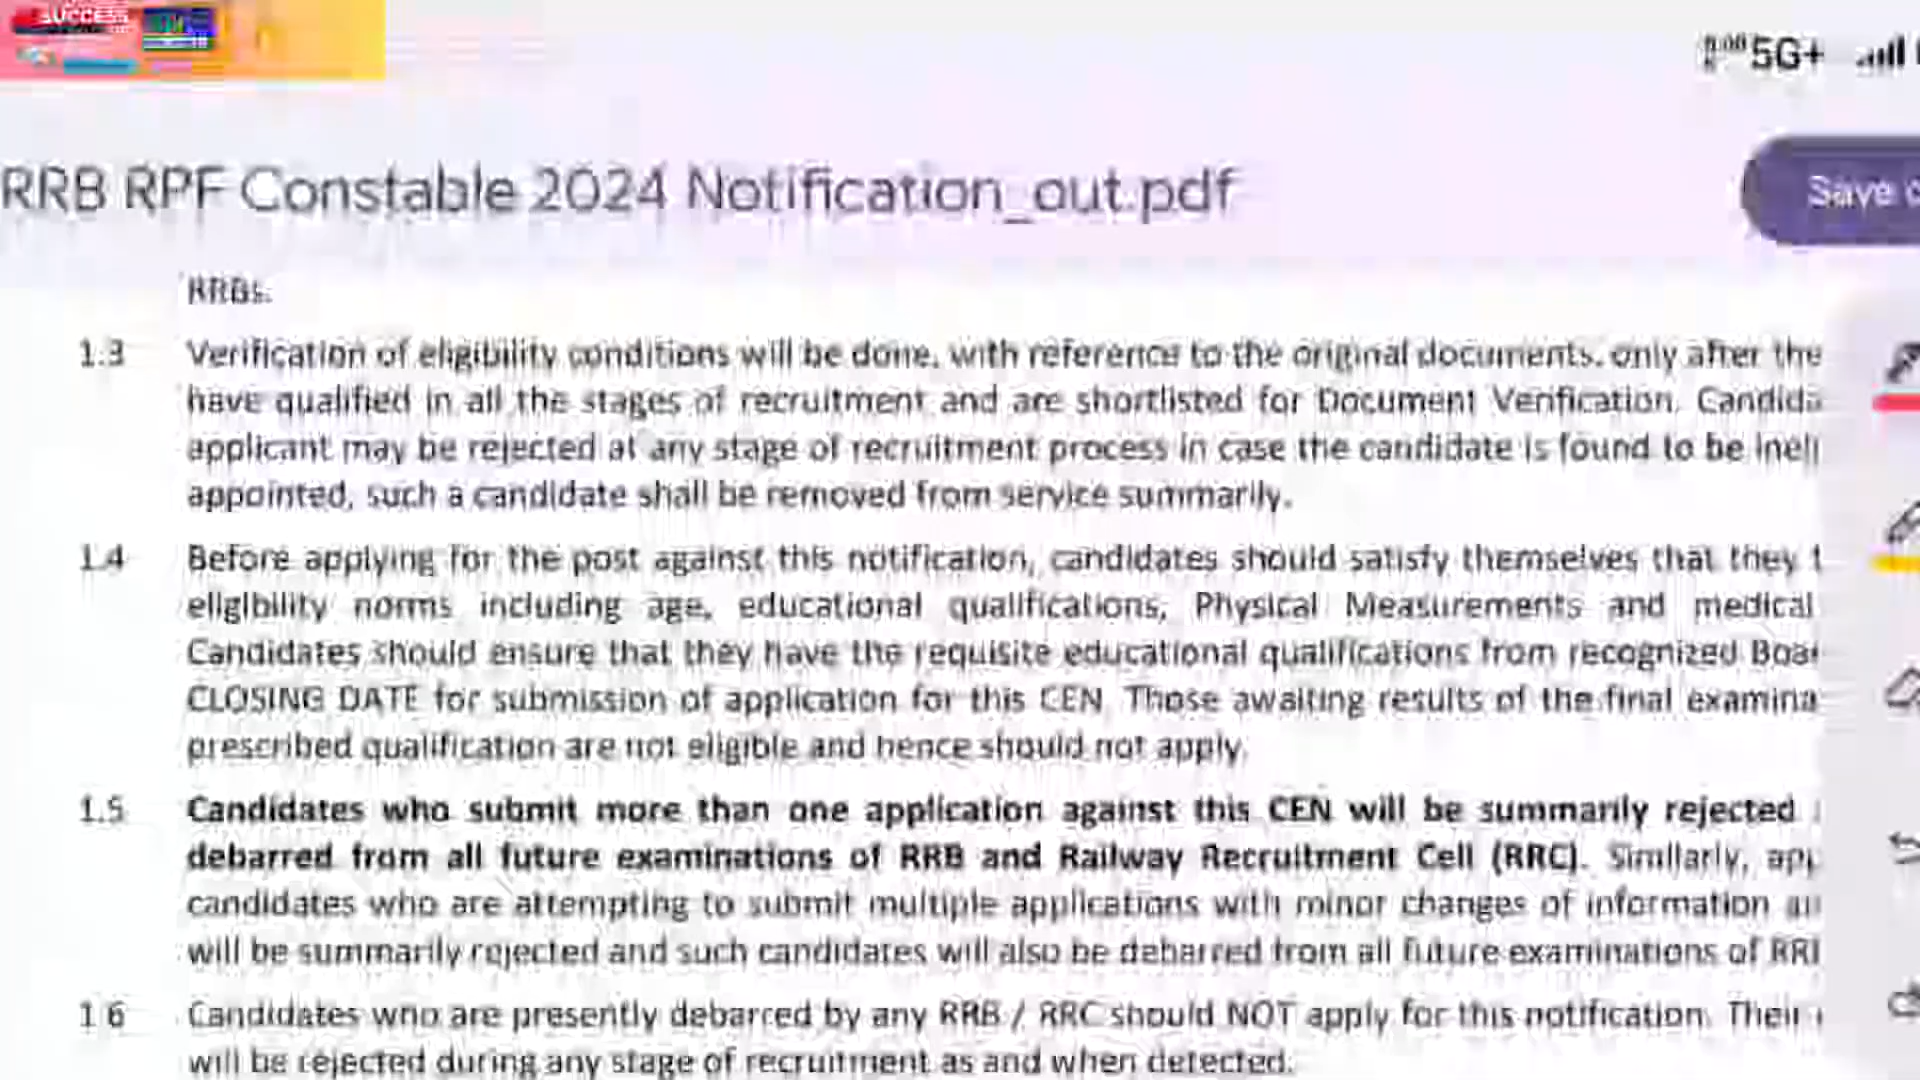 SUCCESS
5G+
RRB RPF Constable 2024 Notification_out.pdf
Save
RRBs.
1.3 Verification of eligibility conditions will be done, with reference to the original documents, only after the
have qualified in all the stages of recruitment and are shortlisted for Document Verification. Candida
applicant may be rejected at any stage of recruitment process in case the candidate is found to be ineli
appointed, such a candidate shall be removed from service summarily.
1.4 Before applying for the post against this notification, candidates should satisfy themselves that they
eligibility norms including age, educational qualifications, Physical Measurements and medical
Candidates should ensure that they have the requisite educational qualifications from recognized Boar
CLOSING DATE for submission of application for this CEN. Those awaiting results of the final examina
prescribed qualification are not eligible and hence should not apply.
1.5 Candidates who submit more than one application against this CEN will be summarily rejected
debarred from all future examinations of RRB and Railway Recruitment Cell (RRC). Similarly, app
candidates who are attempting to submit multiple applications with minor changes of information
will be summarily rejected and such candidates will also be debarred from all future examinations of RRB
1.6 Candidates who are presently debarred by any RRB / RRC should NOT apply for this notification. Their
will be rejected during any stage of recruitment as and when detected.